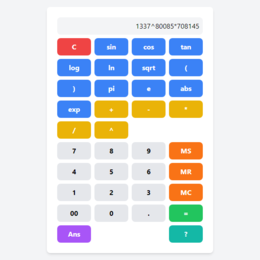 1337^80085*708145
C sin cos tan
log ln sqrt (
) pi e abs
exp + - *
/ ^
7 8 9 MS
4 5 6 MR
1 2 3 MC
00 0 . =
Ans ?